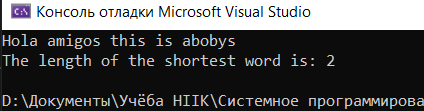 Консоль отладки Microsoft Visual Studio
Hola amigos this is abobys
The length of the shortest word is: 2
D:\Документы\Учёба НІІК\Системное программирова